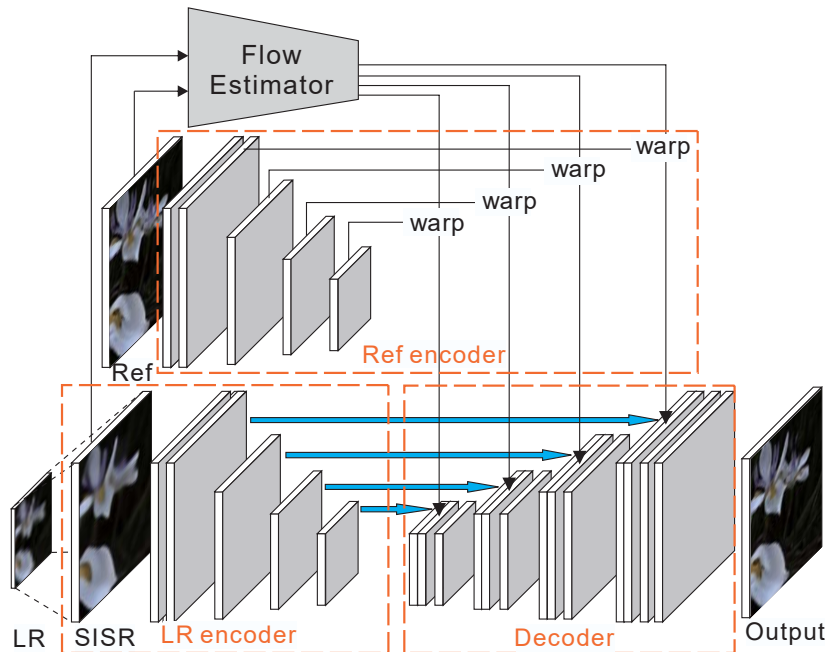 Flow
Estimator
warp
warp
warp
warp
Ref encoder
Ref
LR
SISR
LR encoder
Decoder
Output